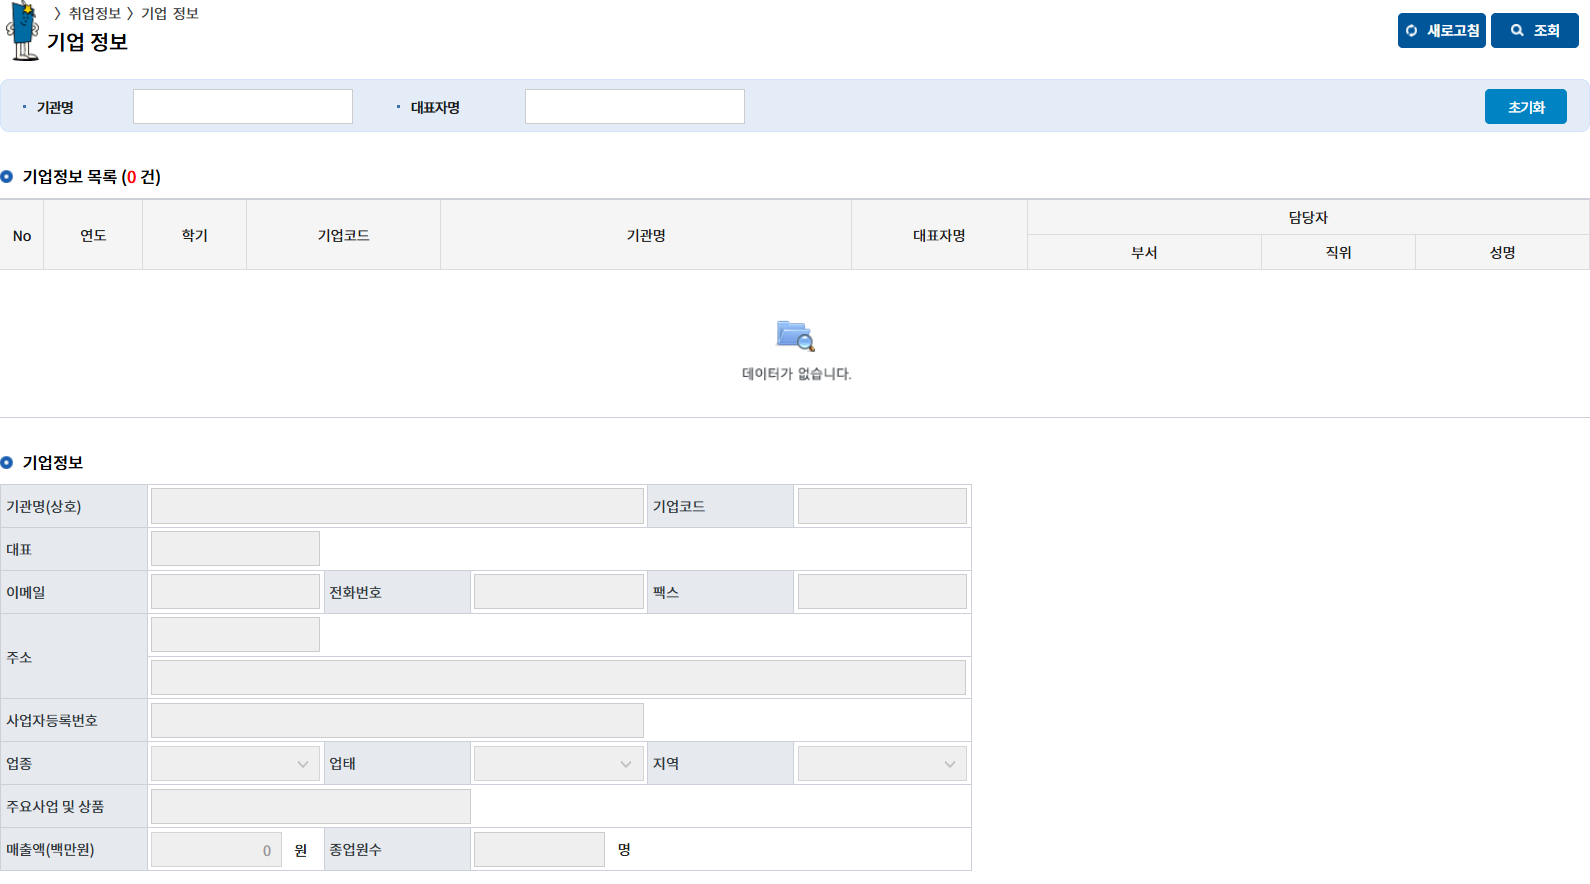 〉 취업정보 〉 기업 정보
기업 정보
새로고침 조회
· 기관명 · 대표자명 초기화
기업정보 목록 (0 건)
No 연도 학기 기업코드 기관명 대표자명 담당자
부서 직위 성명
데이터가 없습니다.
기업정보
기관명(상호) 기업코드
대표
이메일 전화번호 팩스
주소
사업자등록번호
업종 업태 지역
주요사업 및 상품
매출액(백만원) 0 원 종업원수 명